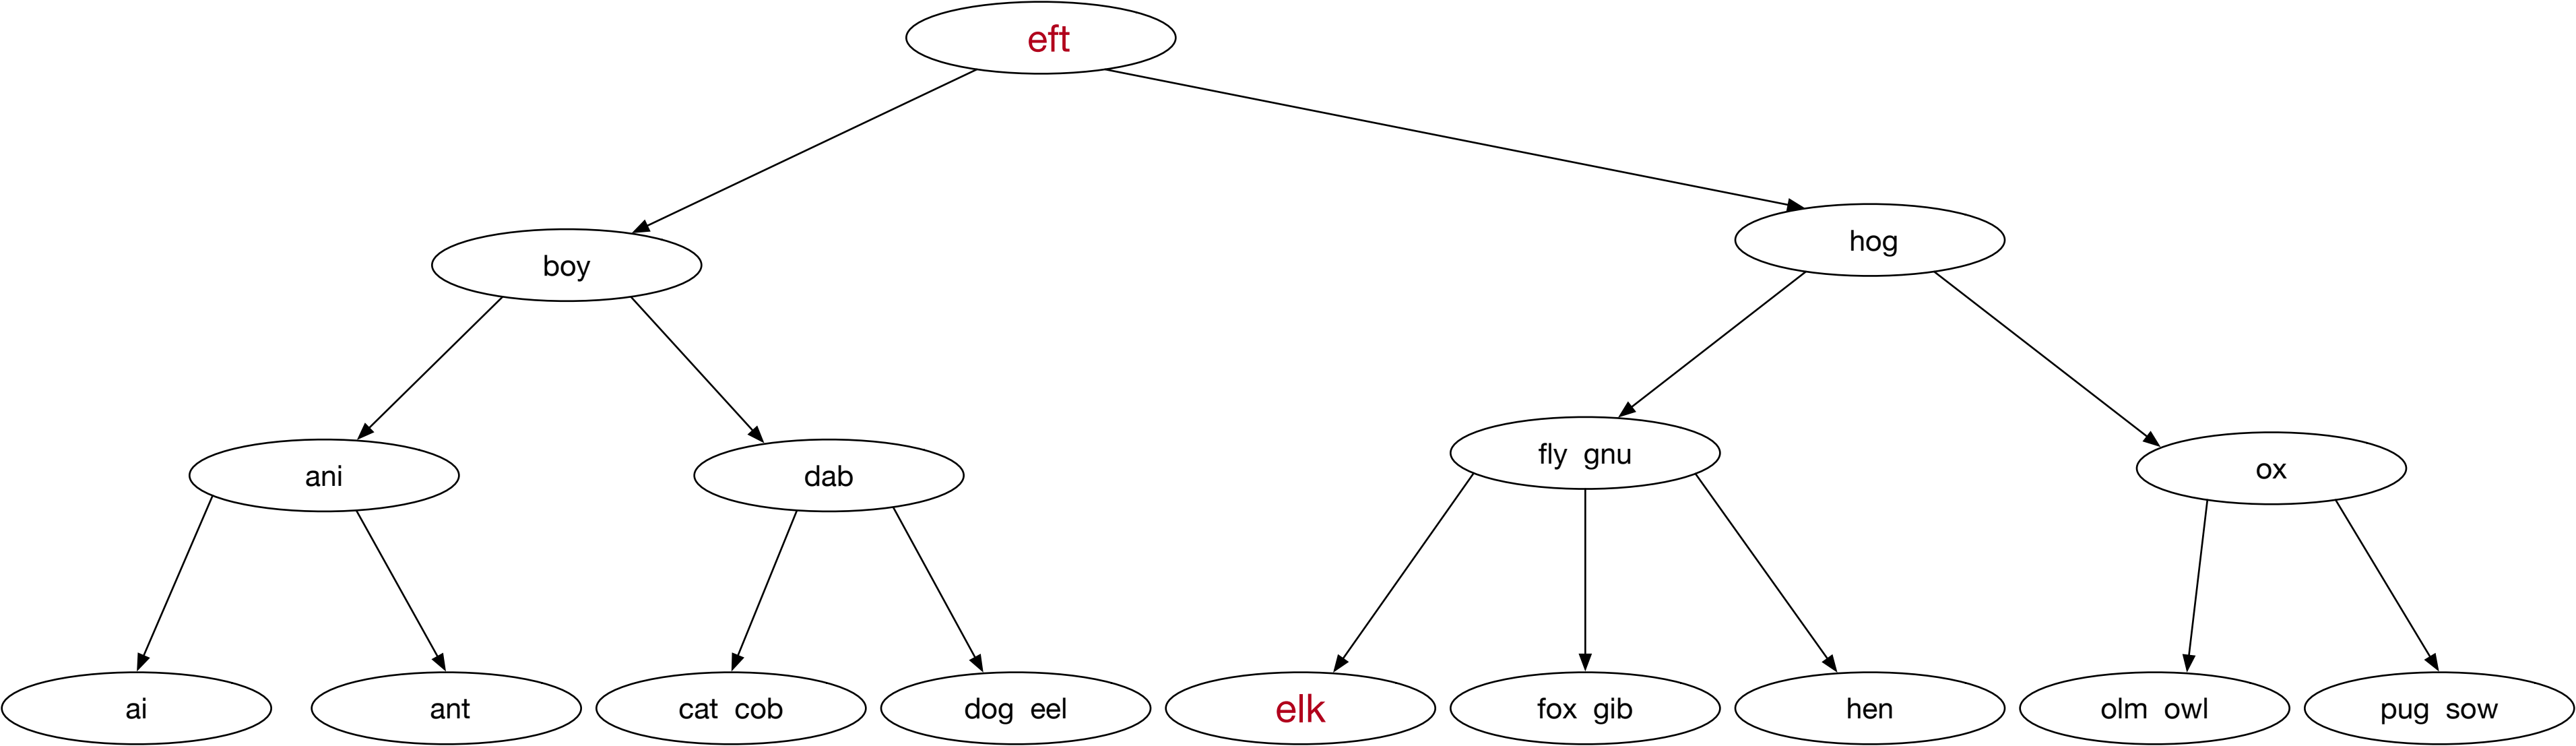 eft
boy
hog
ani
dab
fly gnu
ox
ai
ant
cat cob
dog eel
elk
fox gib
hen
olm owl
pug sow